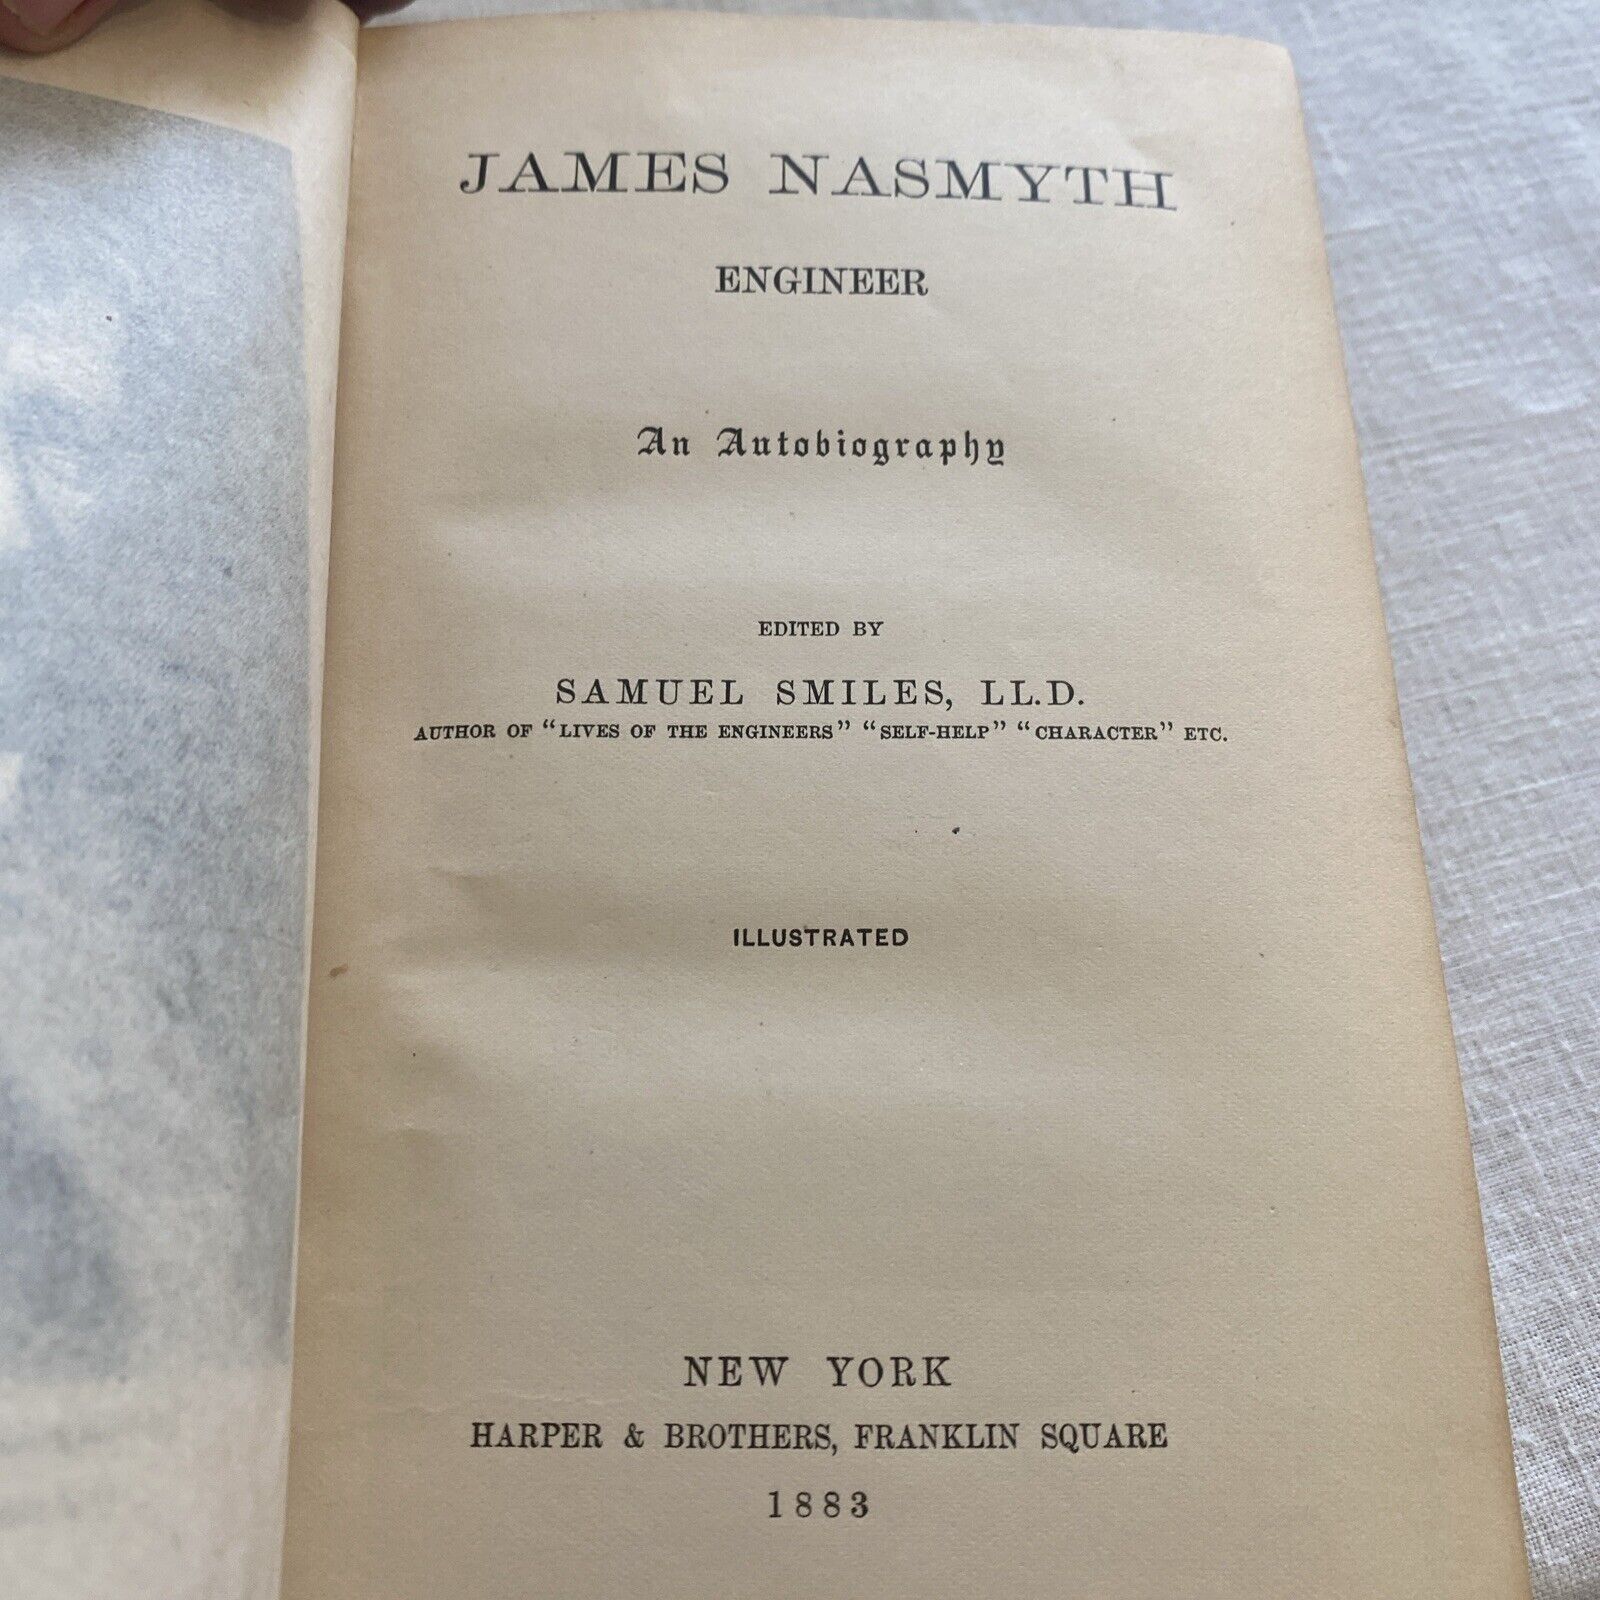 JAMES NASMYTH
ENGINEER
An Autobiography
EDITED BY
SAMUEL SMILES, LL.D.
AUTHOR OF "LIVES OF THE ENGINEERS" "SELF-HELP" "CHARACTER" ETC.
ILLUSTRATED
NEW YORK
HARPER & BROTHERS, FRANKLIN SQUARE
1883